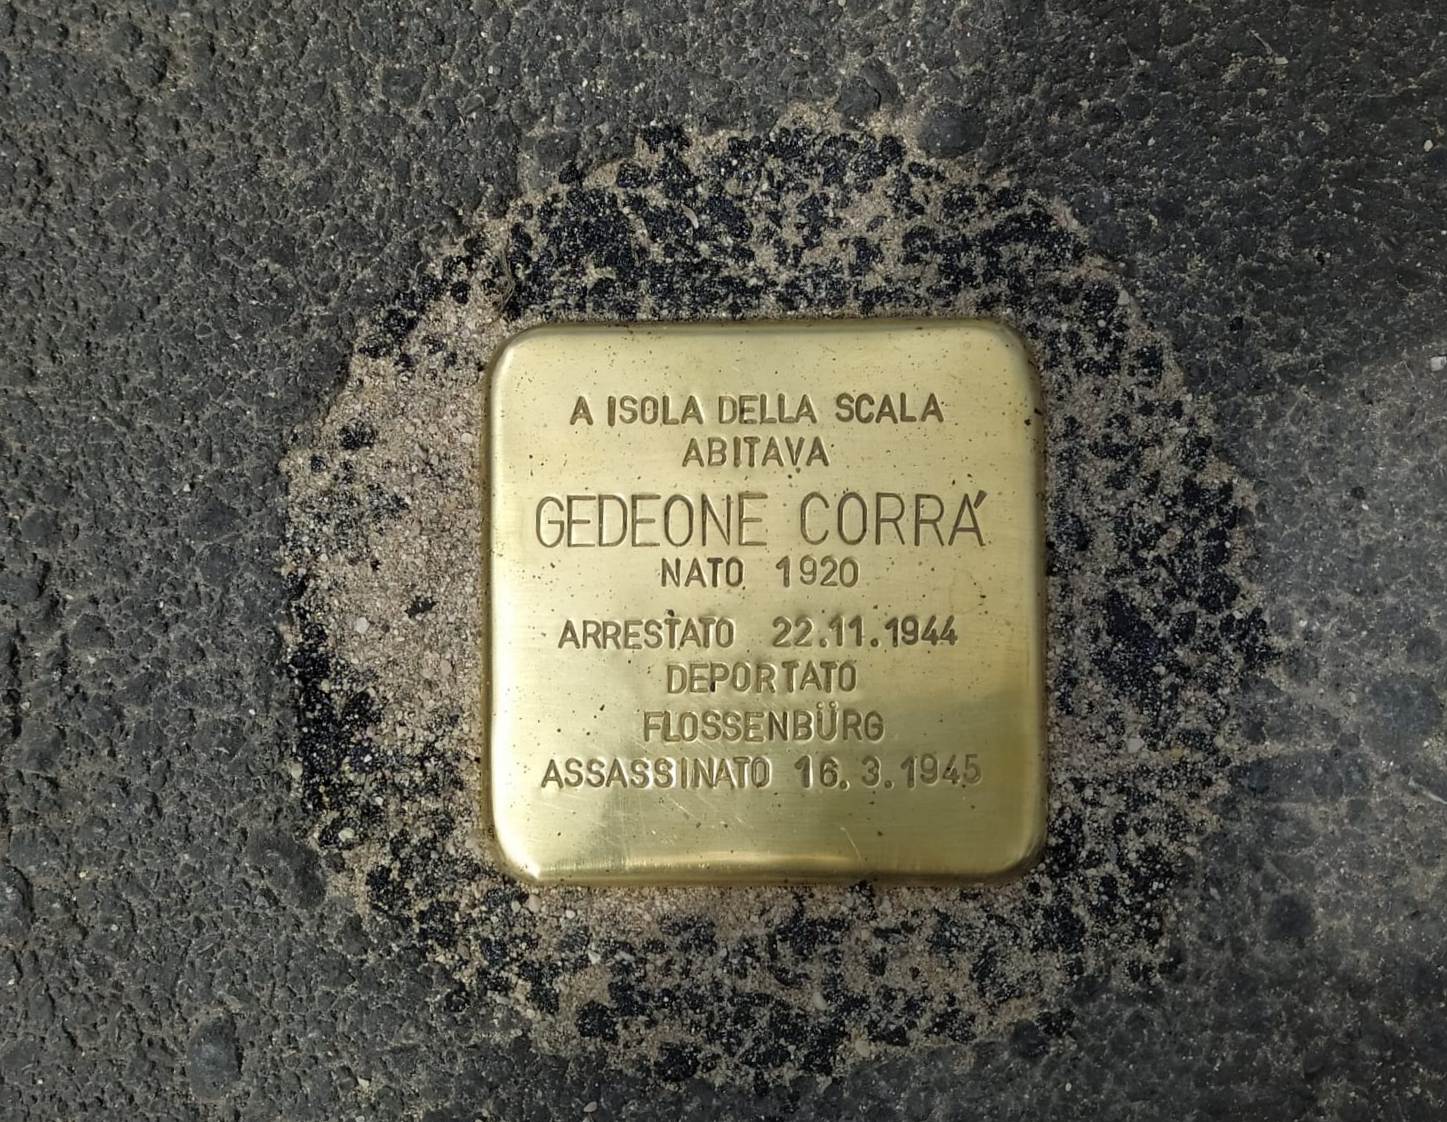 A ISOLA DELLA SCALA
ABITAVA
GEDEONE CORRÁ
NATO 1920
ARRESTATO 22.11.1944
DEPORTATO
FLOSSENBÜRG
ASSASSINATO 16.3.1945